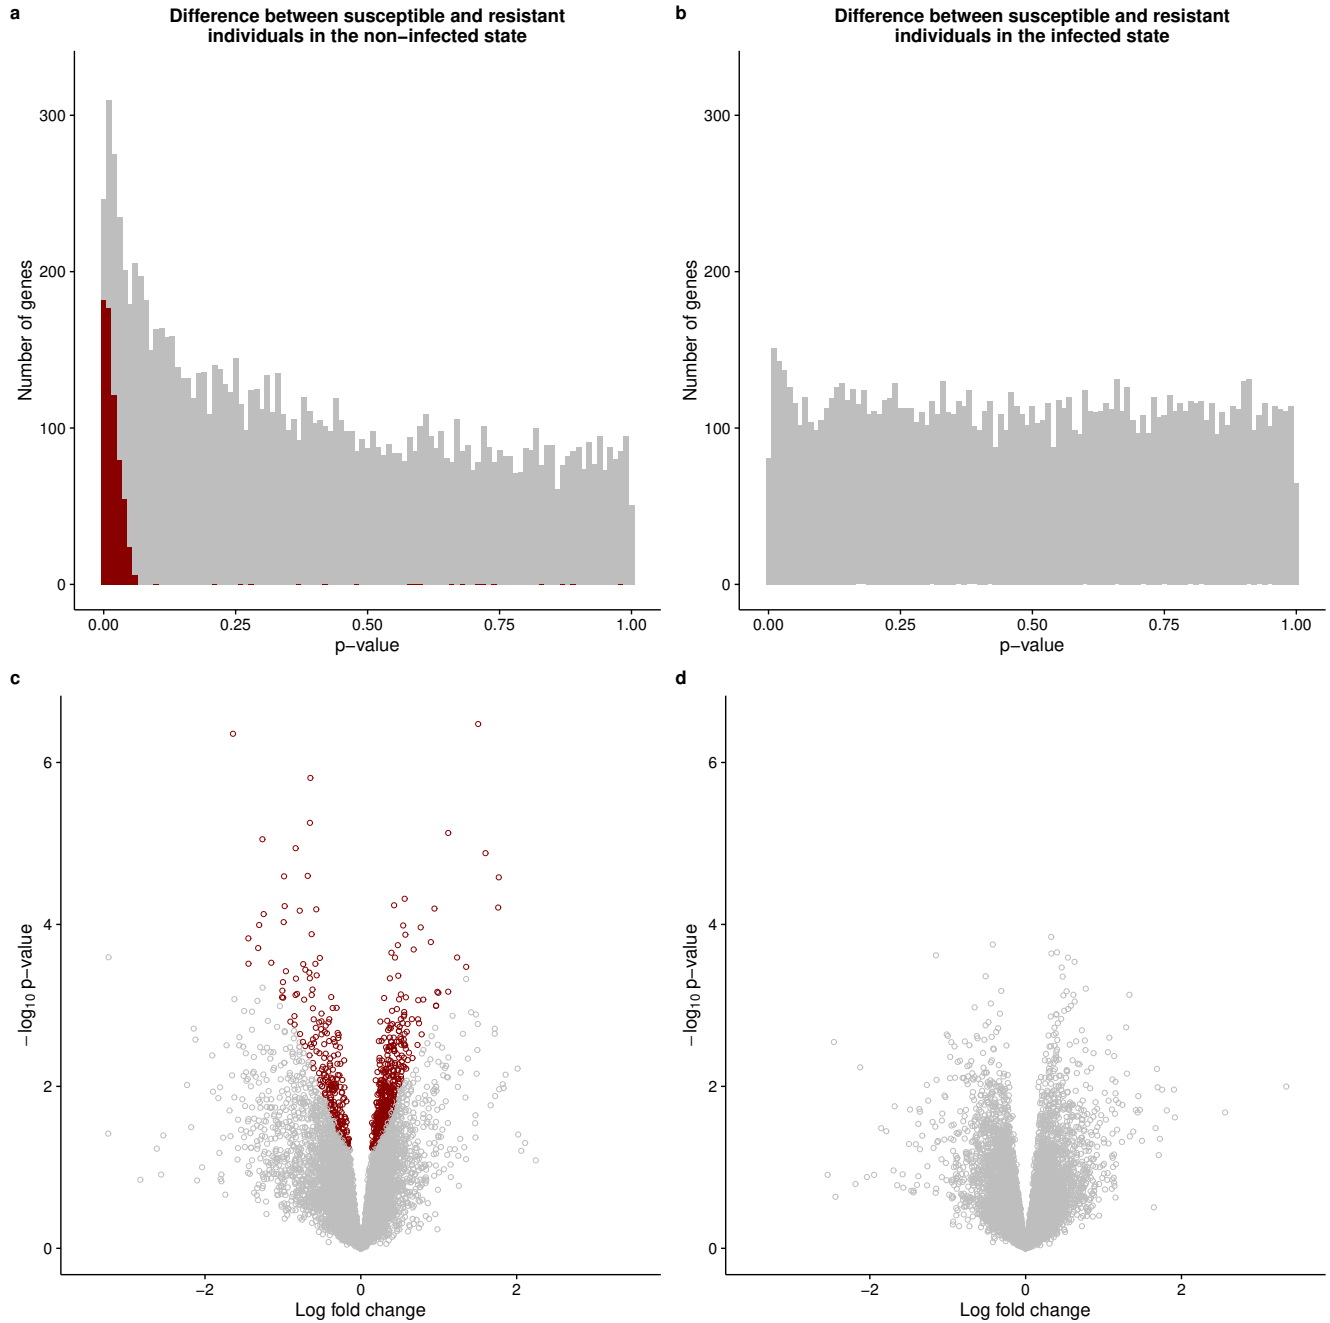 a
Difference between susceptible and resistant
individuals in the non−infected state
Number of genes
300
200
100
0
0.00
0.25
0.50
0.75
1.00
p−value
b
Difference between susceptible and resistant
individuals in the infected state
Number of genes
300
200
100
0
0.00
0.25
0.50
0.75
1.00
p−value
c
−log10 p−value
6
4
2
0
−2
0
2
Log fold change
d
−log10 p−value
6
4
2
0
−2
0
2
Log fold change